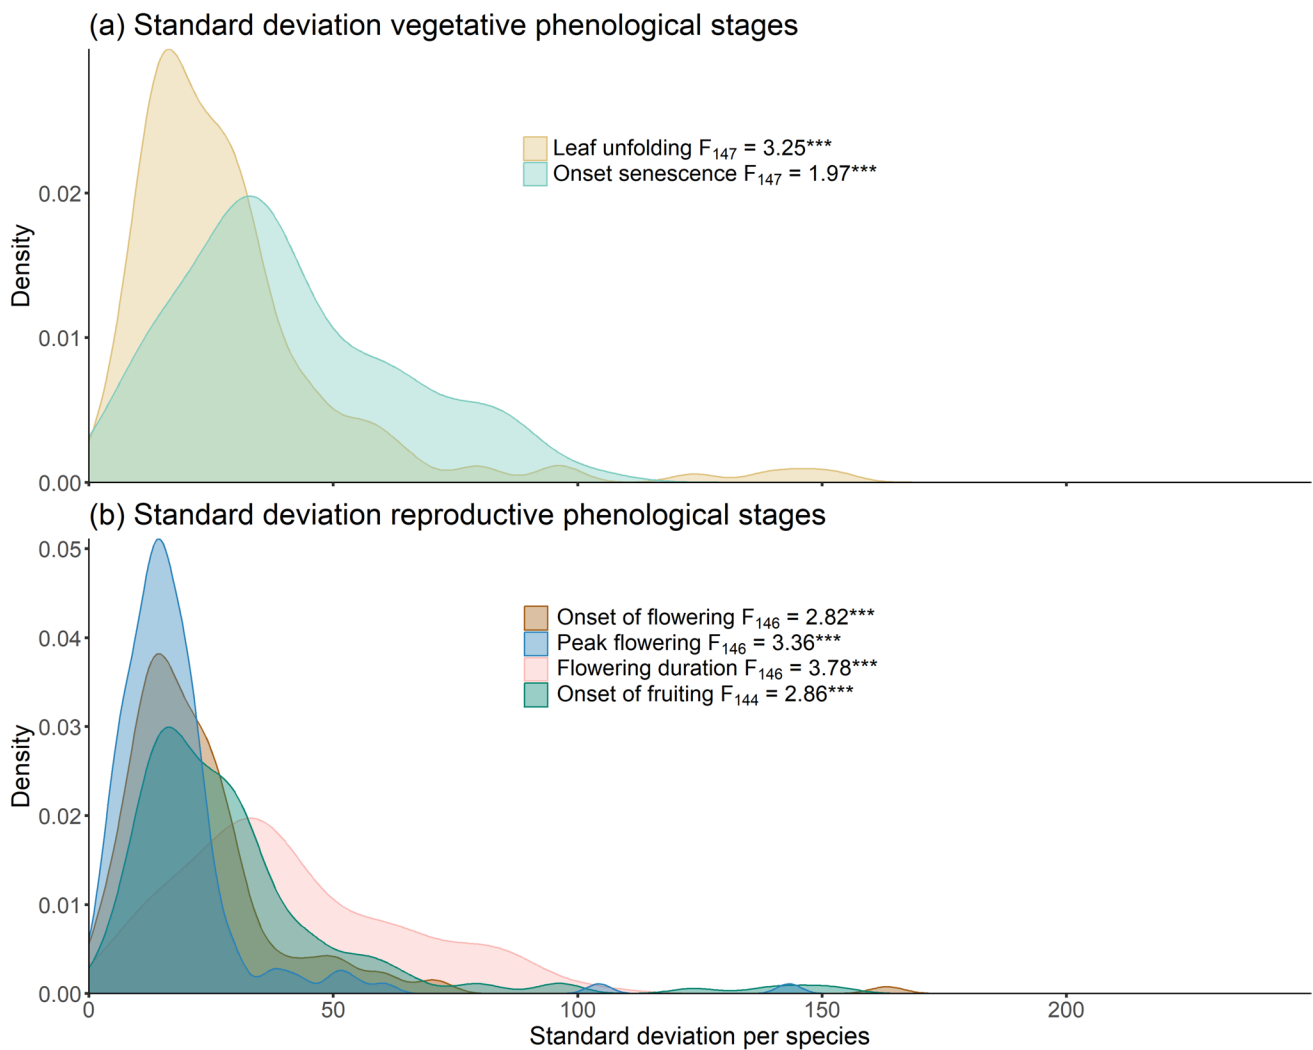 (a) Standard deviation vegetative phenological stages
Density
0.02
0.01
0.00
Leaf unfolding F147 = 3.25***
Onset senescence F147 = 1.97***
(b) Standard deviation reproductive phenological stages
Density
0.05
0.04
0.03
0.02
0.01
0.00
Onset of flowering F146 = 2.82***
Peak flowering F146 = 3.36***
Flowering duration F146 = 3.78***
Onset of fruiting F144 = 2.86***
0 50 100 150 200
Standard deviation per species